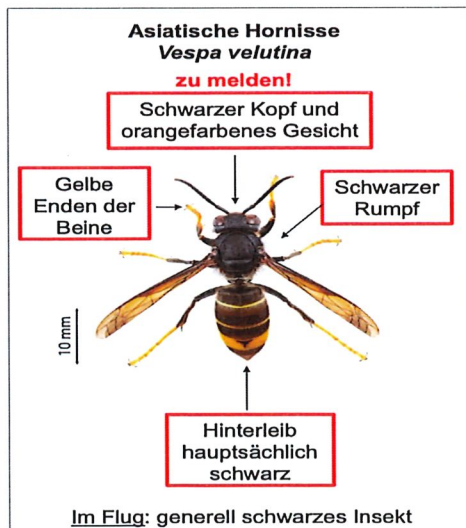 Asiatische Hornisse
Vespa velutina
zu melden!
Schwarzer Kopf und
orangefarbenes Gesicht
Gelbe
Enden der
Beine
Schwarzer
Rumpf
10 mm
Hinterleib
hauptsächlich
schwarz
Im Flug: generell schwarzes Insekt